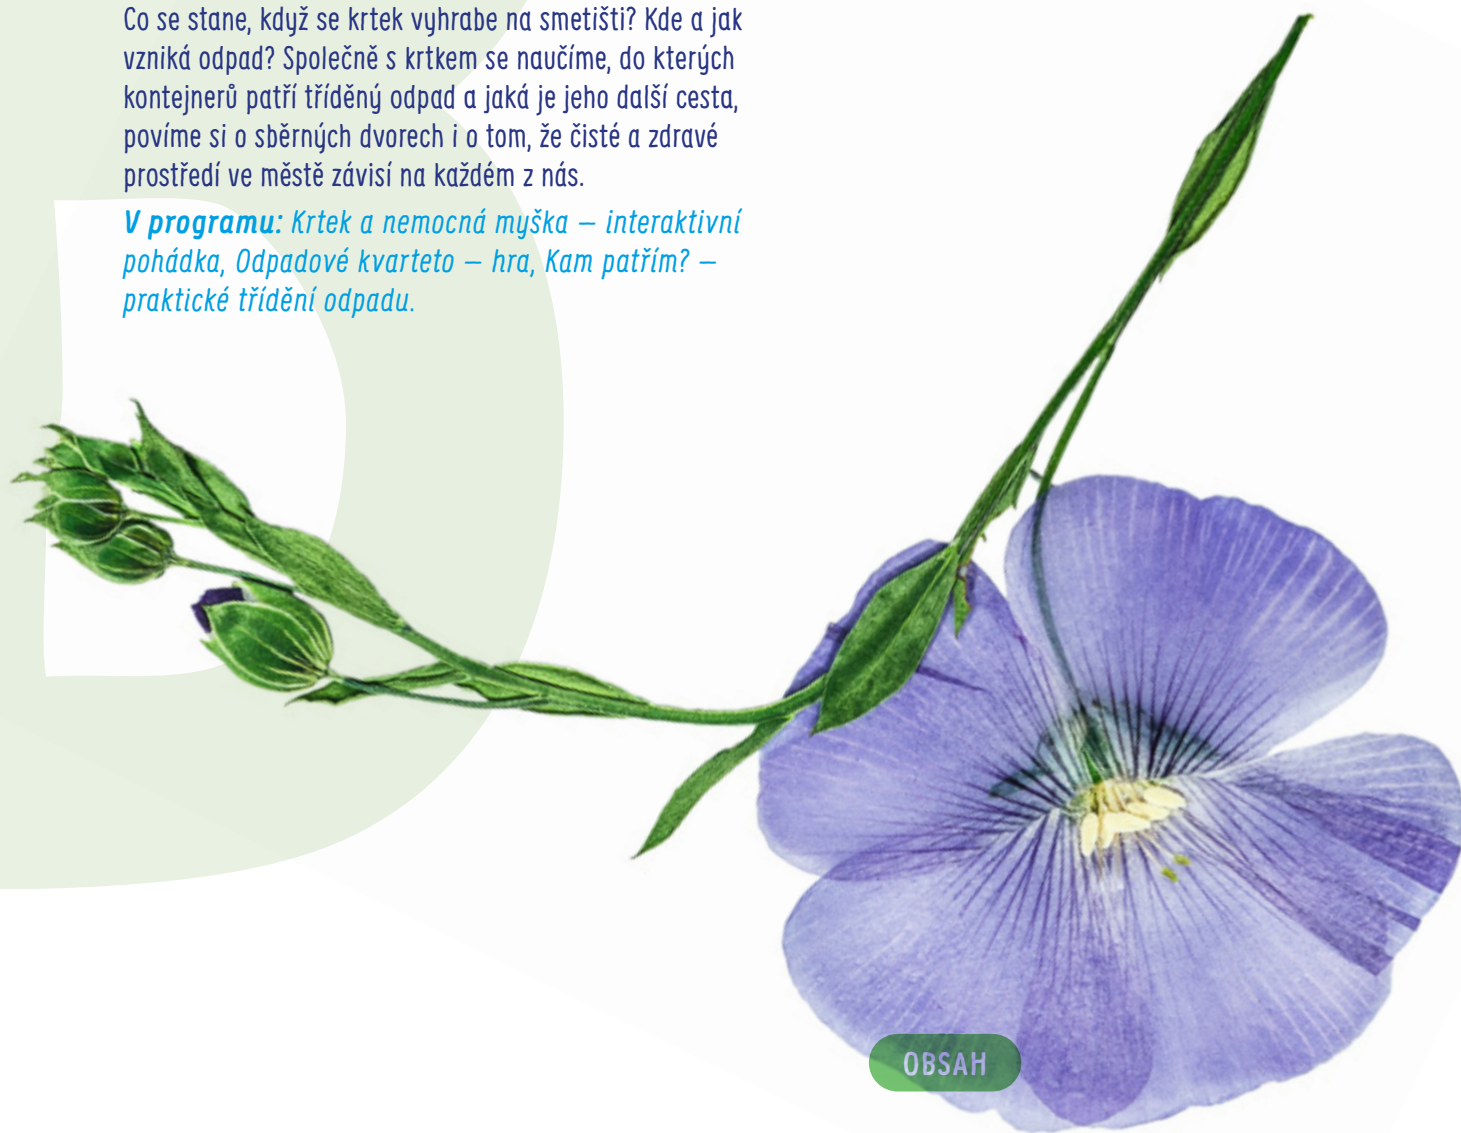 Co se stane, když se krtek vyhrabe na smetišti? Kde a jak
vzniká odpad? Společně s krtkem se naučíme, do kterých
kontejnerů patří tříděný odpad a jaká je jeho další cesta,
povíme si o sběrných dvorech i o tom, že čisté a zdravé
prostředí ve městě závisí na každém z nás.
V programu: Krtek a nemocná myška – interaktivní
pohádka, Odpadové kvarteto – hra, Kam patřím? –
praktické třídění odpadu.
OBSAH